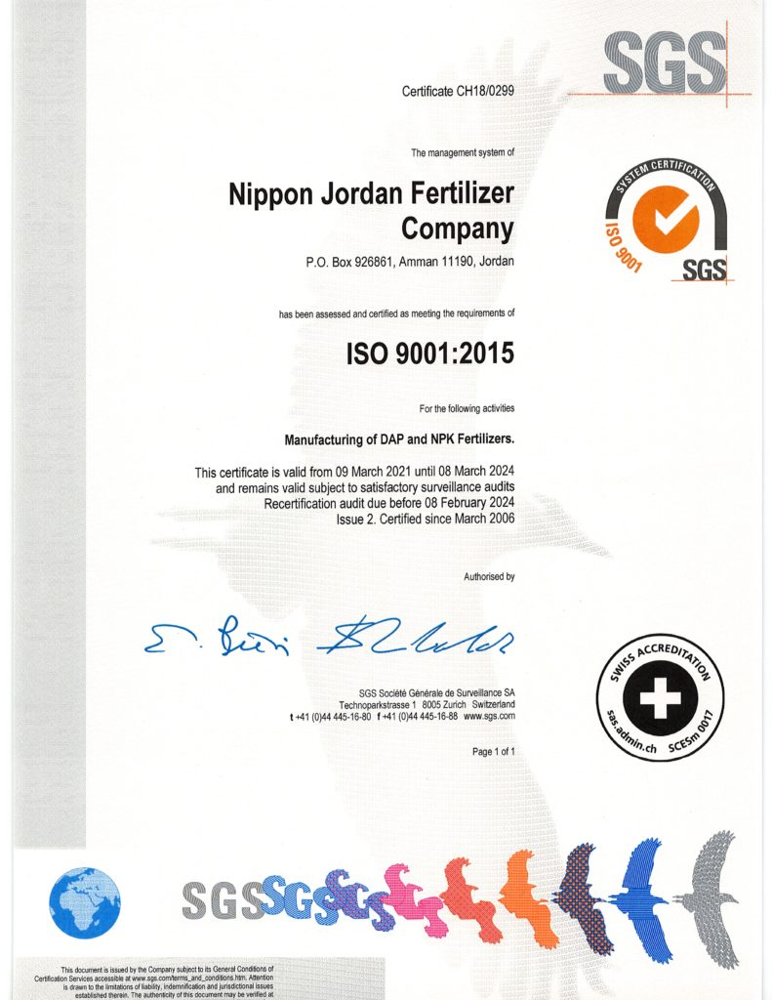 SGS
Certificate CH18/0299
The management system of
Nippon Jordan Fertilizer
Company
P.O. Box 926861, Amman 11190, Jordan
SYSTEM CERTIFICATION
ISO 9001
SGS
has been assessed and certified as meeting the requirements of
ISO 9001:2015
For the following activities
Manufacturing of DAP and NPK Fertilizers.
This certificate is valid from 09 March 2021 until 08 March 2024
and remains valid subject to satisfactory surveillance audits
Recertification audit due before 08 February 2024
Issue 2. Certified since March 2006
Authorised by
SGS Société Générale de Surveillance SA
Technoparkstrasse 1 8005 Zurich Switzerland
t +41 (0)44 445-16-80 f +41 (0)44 445-16-88 www.sgs.com
SWISS ACCREDITATION
sas.admin.ch SCESm 0017
Page 1 of 1
SGSSGSSGS
This document is issued by the Company subject to its General Conditions of
Certification Services accessible at www.sgs.com/terms_and_conditions.htm. Attention
is drawn to the limitations of liability, indemnification and jurisdictional issues
established therein. The authenticity of this document may be verified at